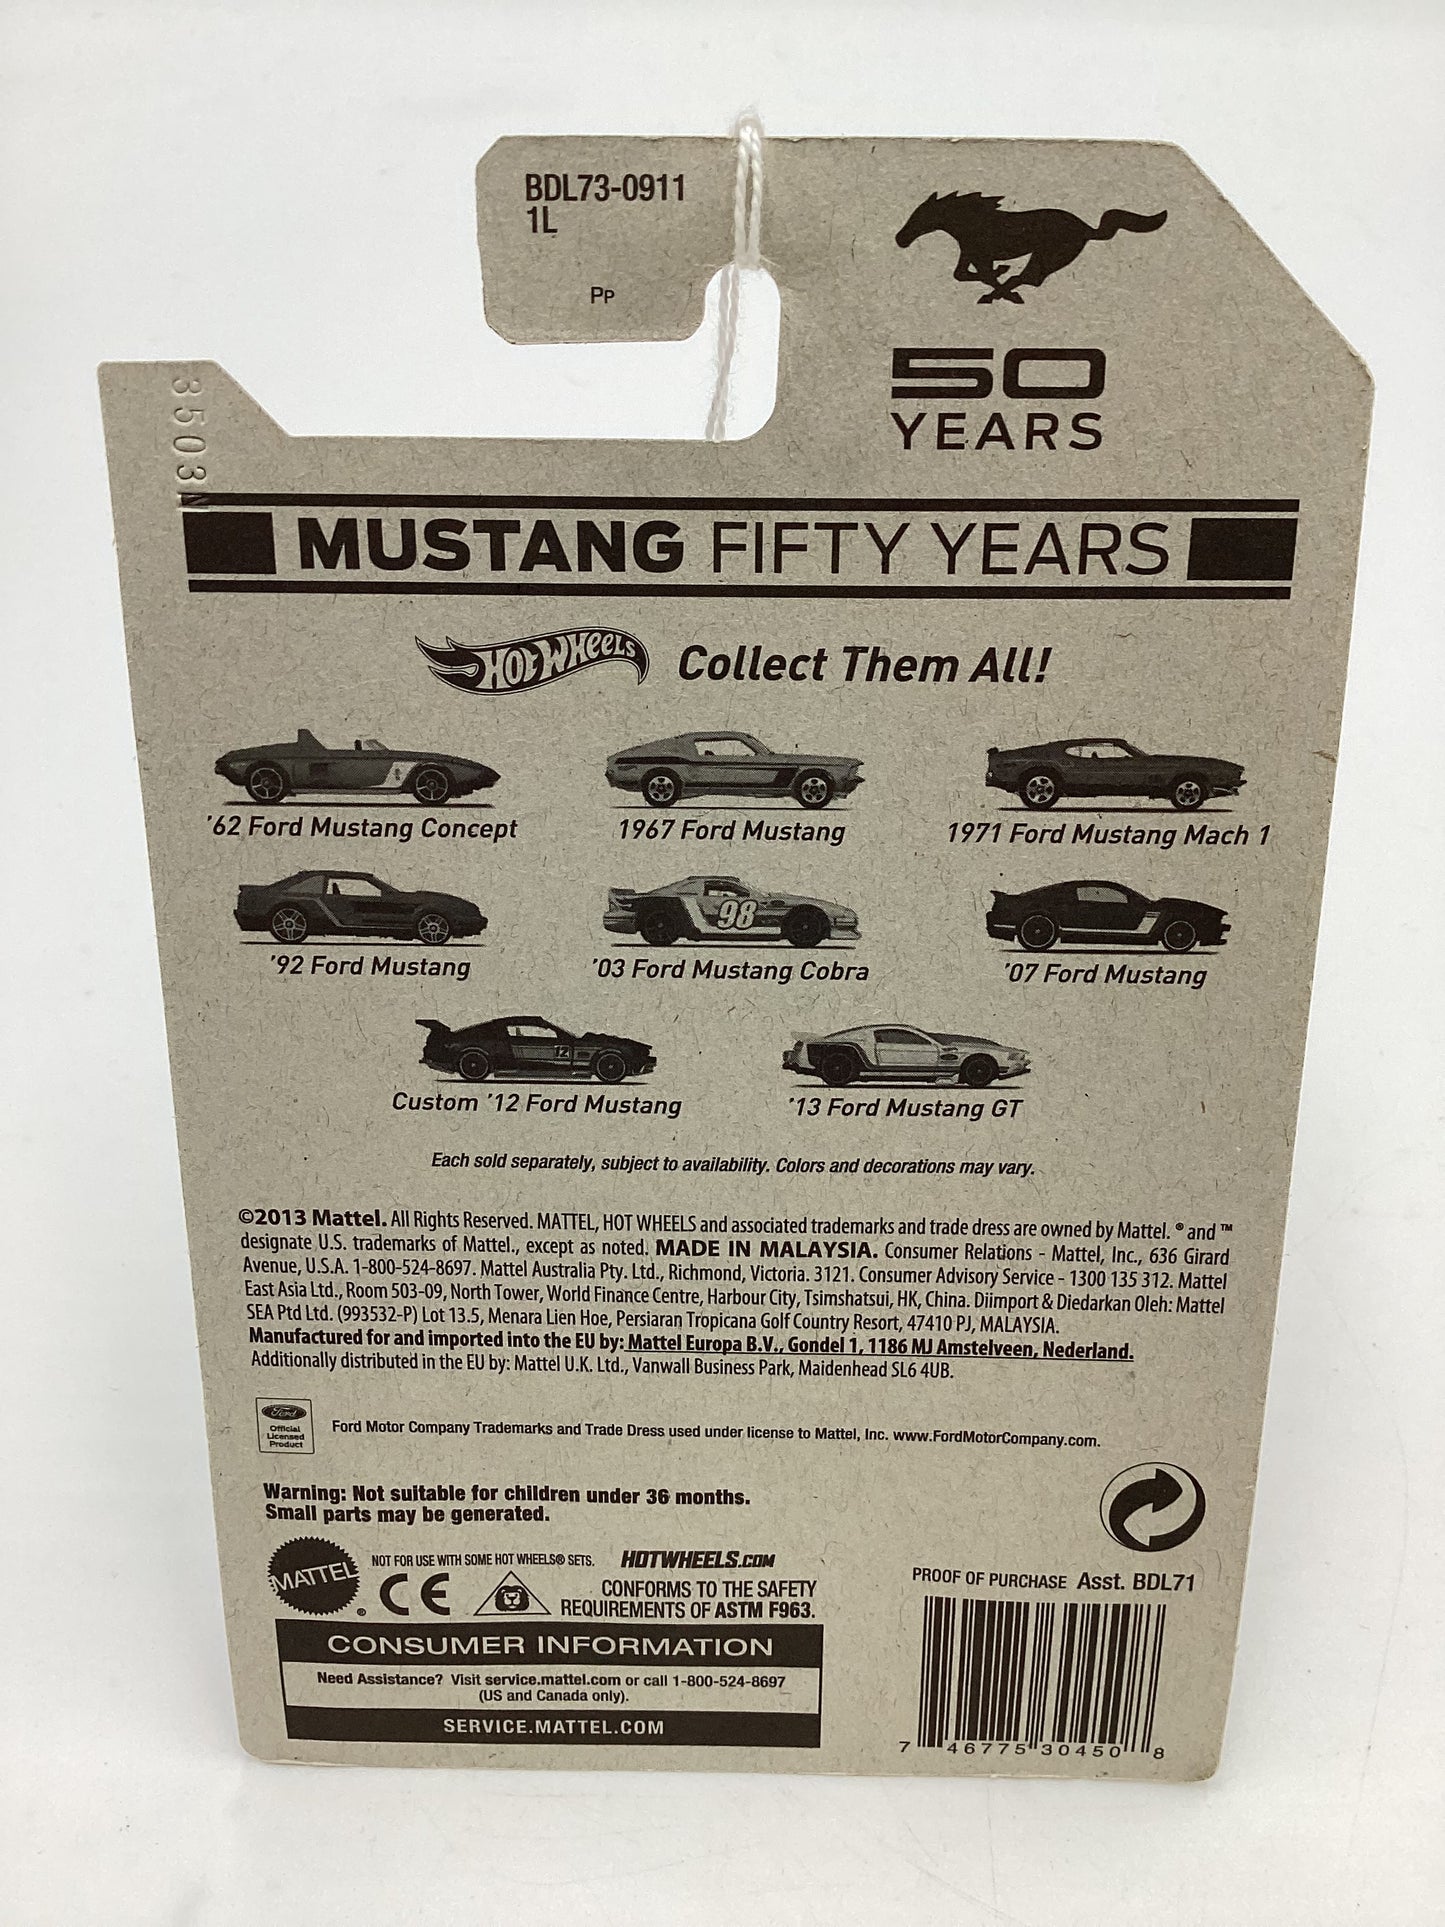 BDL73-0911
1L
PP
50
YEARS
3503
MUSTANG FIFTY YEARS
HOT WHEELS Collect Them All!
'62 Ford Mustang Concept
1967 Ford Mustang
1971 Ford Mustang Mach 1
98
'92 Ford Mustang
'03 Ford Mustang Cobra
'07 Ford Mustang
12
Custom '12 Ford Mustang
'13 Ford Mustang GT
Each sold separately, subject to availability. Colors and decorations may vary.
©2013 Mattel. All Rights Reserved. MATTEL, HOT WHEELS and associated trademarks and trade dress are owned by Mattel. ® and ™
designate U.S. trademarks of Mattel., except as noted. MADE IN MALAYSIA. Consumer Relations - Mattel, Inc., 636 Girard
Avenue, U.S.A. 1-800-524-8697. Mattel Australia Pty. Ltd., Richmond, Victoria. 3121. Consumer Advisory Service - 1300 135 312. Mattel
East Asia Ltd., Room 503-09, North Tower, World Finance Centre, Harbour City, Tsimshatsui, HK, China. Diimport & Diedarkan Oleh: Mattel
SEA Ptd Ltd. (993532-P) Lot 13.5, Menara Lien Hoe, Persiaran Tropicana Golf Country Resort, 47410 PJ, MALAYSIA.
Manufactured for and imported into the EU by: Mattel Europa B.V., Gondel 1, 1186 MJ Amstelveen, Nederland.
Additionally distributed in the EU by: Mattel U.K. Ltd., Vanwall Business Park, Maidenhead SL6 4UB.
Ford
Official
Licensed
Product
Ford Motor Company Trademarks and Trade Dress used under license to Mattel, Inc. www.FordMotorCompany.com.
Warning: Not suitable for children under 36 months.
Small parts may be generated.
MATTEL®
NOT FOR USE WITH SOME HOT WHEELS® SETS. HOTWHEELS.COM
CE
CONFORMS TO THE SAFETY
REQUIREMENTS OF ASTM F963.
CONSUMER INFORMATION
Need Assistance? Visit service.mattel.com or call 1-800-524-8697
(US and Canada only).
SERVICE.MATTEL.COM
PROOF OF PURCHASE Asst. BDL71
7 46775 30450 8